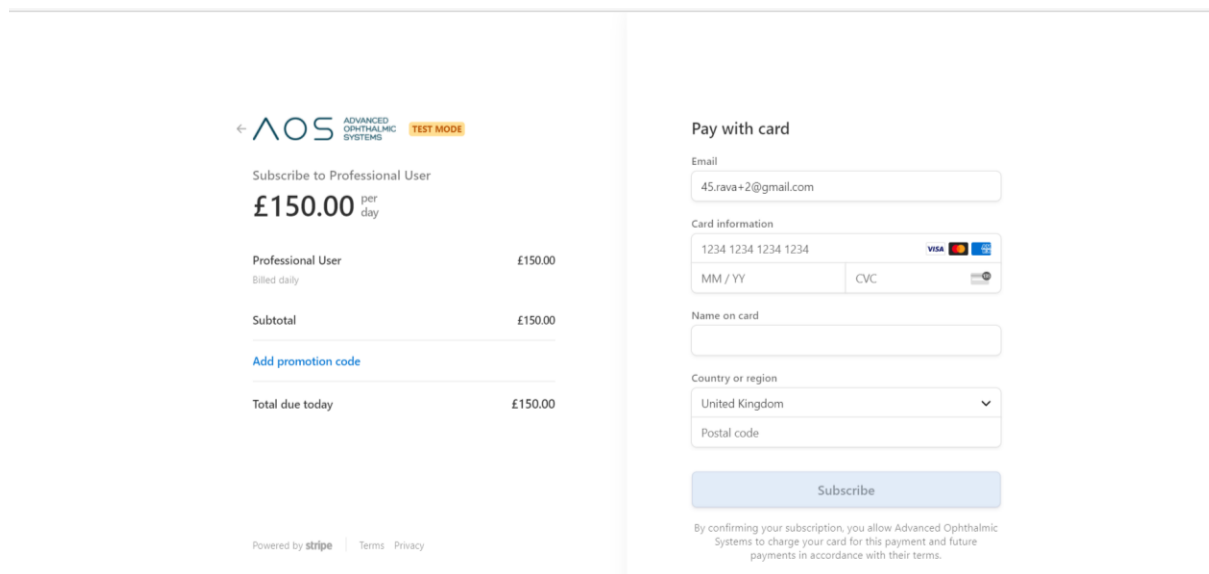 AOS ADVANCED OPHTHALMIC SYSTEMS TEST MODE
Subscribe to Professional User
£150.00 per day
Professional User £150.00
Billed daily
Subtotal £150.00
Add promotion code
Total due today £150.00
Powered by stripe Terms Privacy
Pay with card
Email
45.rava+2@gmail.com
Card information
1234 1234 1234 1234 VISA
MM / YY CVC
Name on card
Country or region
United Kingdom
Postal code
Subscribe
By confirming your subscription, you allow Advanced Ophthalmic
Systems to charge your card for this payment and future
payments in accordance with their terms.